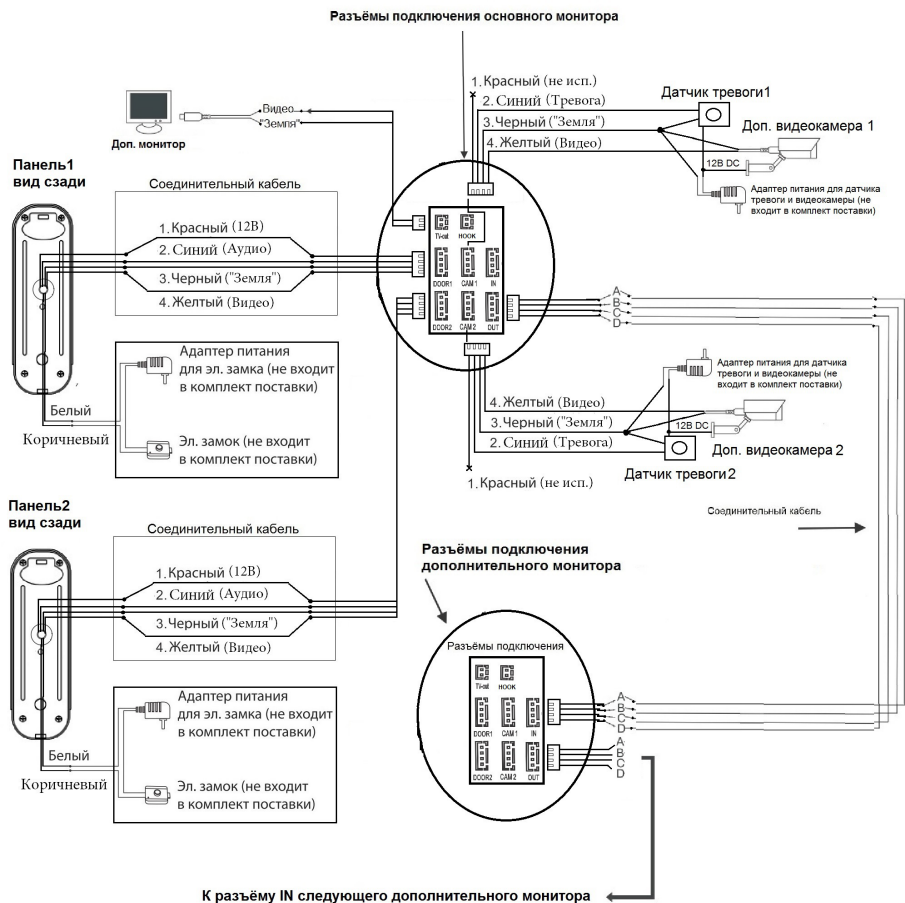 Разъёмы подключения основного монитора
1.Красный (не исп.)
2. Синий (Тревога)
3.Черный ("Земля")
4. Желтый (Видео)
Датчик тревоги1
Доп. видеокамера 1
12В DC
Адаптер питания для датчика
тревоги и видеокамеры (не
входит в комплект поставки)
Видео
"Земля"
Доп. монитор
Панель1
вид сзади
Соединительный кабель
1.Красный (12В)
2. Синий (Аудио)
3.Черный ("Земля")
4.Желтый (Видео)
Адаптер питания
для эл. замка (не входит
в комплект поставки)
Белый
Коричневый
Эл. замок (не входит
в комплект поставки)
TV-out
HOOK
DOOR1
CAM 1
IN
DOOR2
CAM 2
OUT
A
B
C
D
Адаптер питания для датчика
тревоги и видеокамеры (не
входит в комплект поставки)
4.Желтый (Видео)
3.Черный ("Земля")
2. Синий (Тревога)
1.Красный (не исп.)
12В DC
Доп. видеокамера 2
Датчик тревоги2
Соединительный кабель
Панель2
вид сзади
Соединительный кабель
1.Красный (12В)
2. Синий (Аудио)
3.Черный ("Земля")
4.Желтый (Видео)
Адаптер питания
для эл. замка (не входит
в комплект поставки)
Белый
Коричневый
Эл. замок (не входит
в комплект поставки)
Разъёмы подключения
дополнительного монитора
Разъёмы подключения
TV-out
HOOK
DOOR1
CAM 1
IN
DOOR2
CAM 2
OUT
A
B
C
D
A
B
C
D
К разъёму IN следующего дополнительного монитора